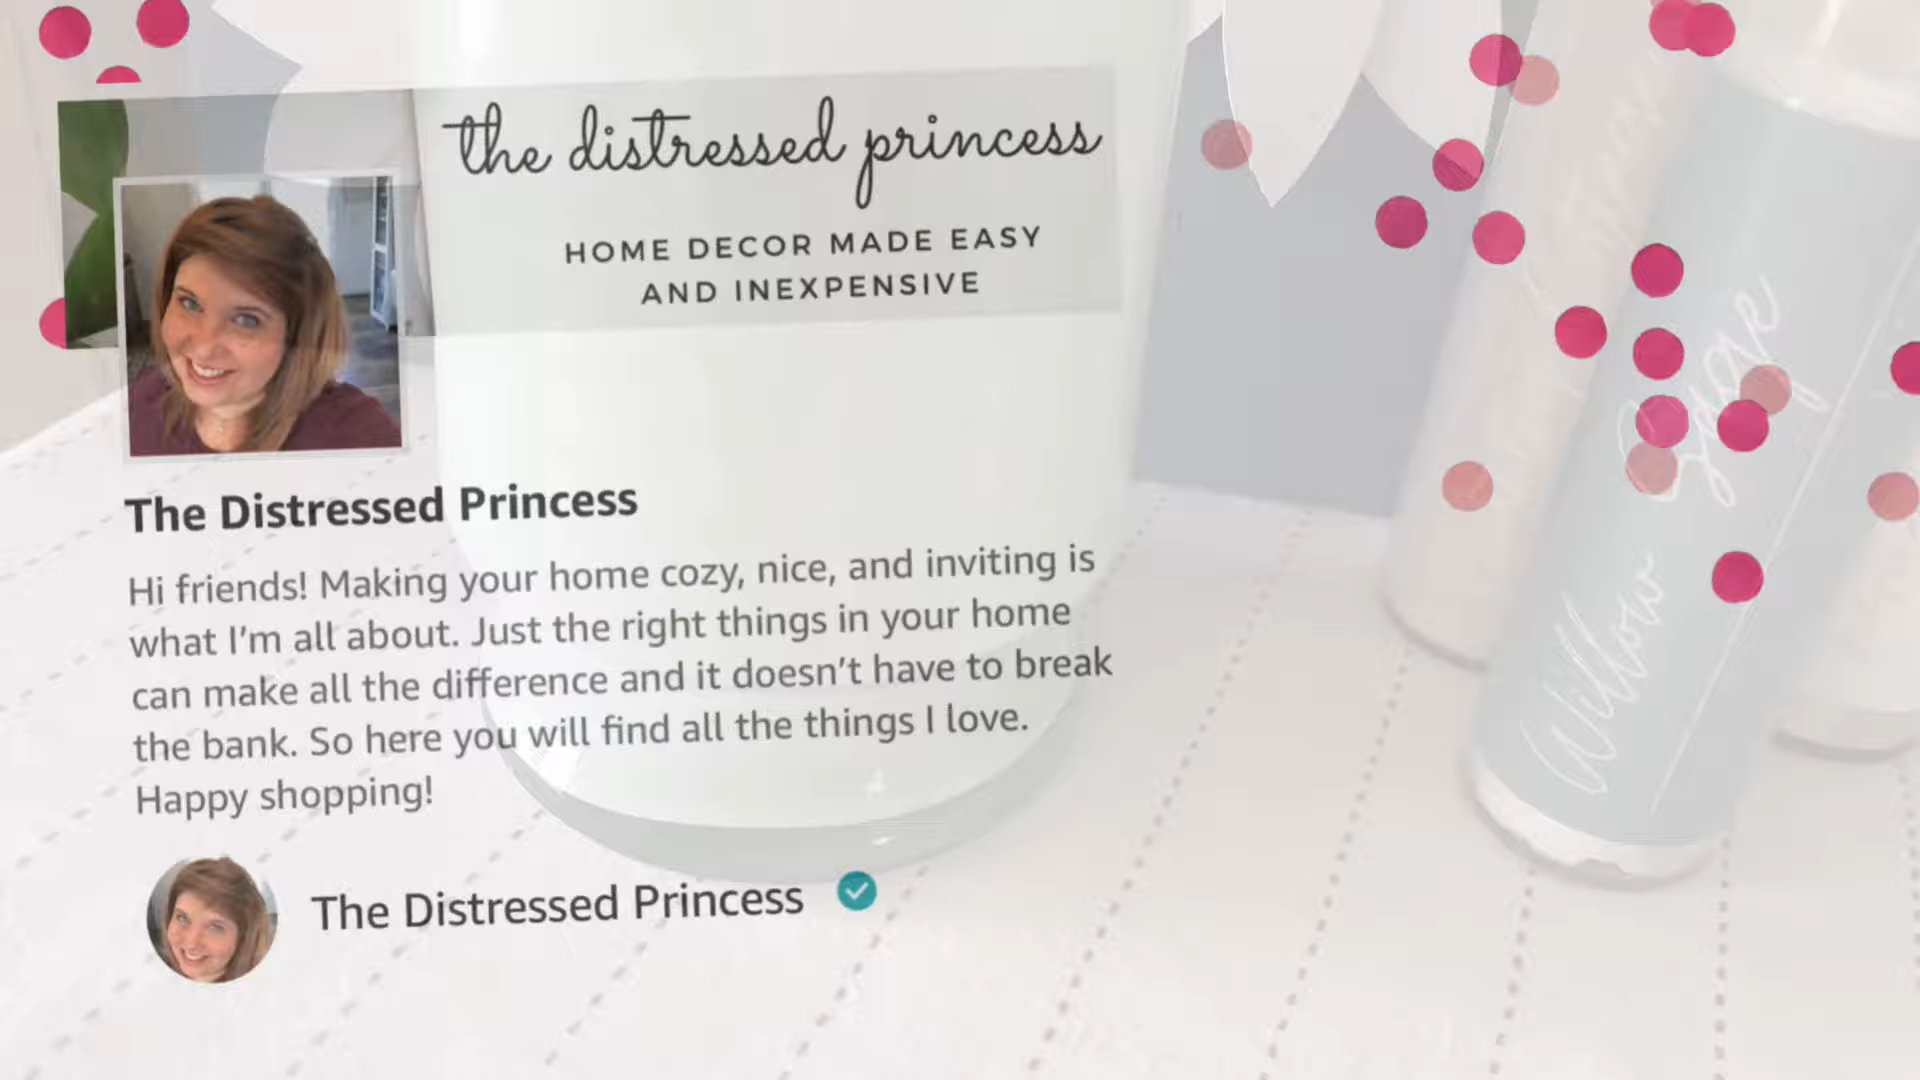 the distressed princess
HOME DECOR MADE EASY
AND INEXPENSIVE
The Distressed Princess
Hi friends! Making your home cozy, nice, and inviting is
what I'm all about. Just the right things in your home
can make all the difference and it doesn't have to break
the bank. So here you will find all the things I love.
Happy shopping!
The Distressed Princess
Sage
Willow